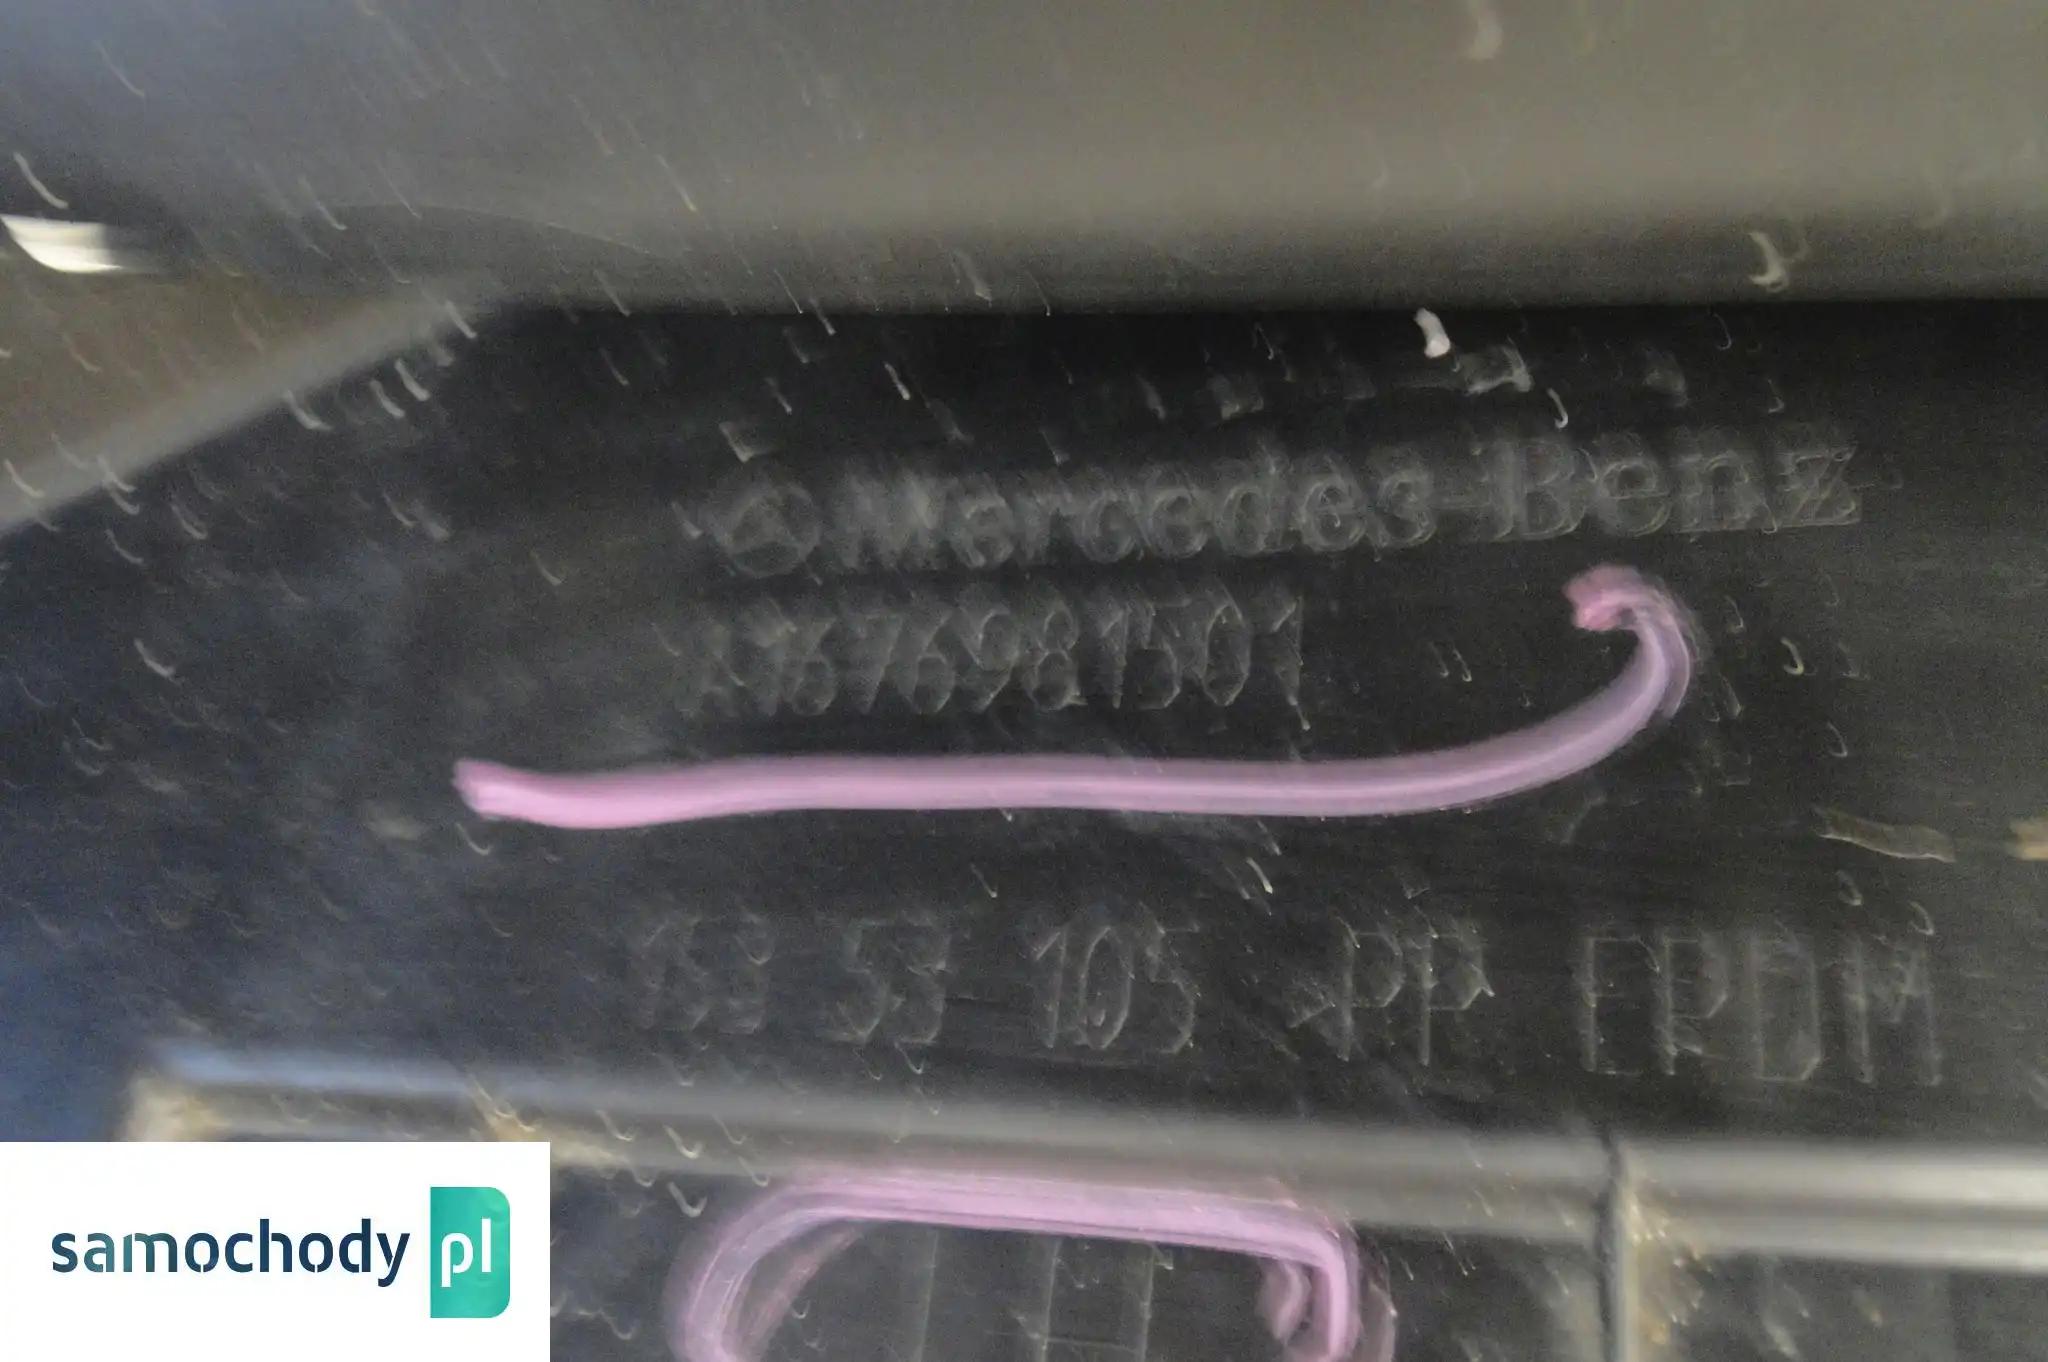 Mercedes-Benz
A1676981501
53 105 >PP EPDM
samochody pl